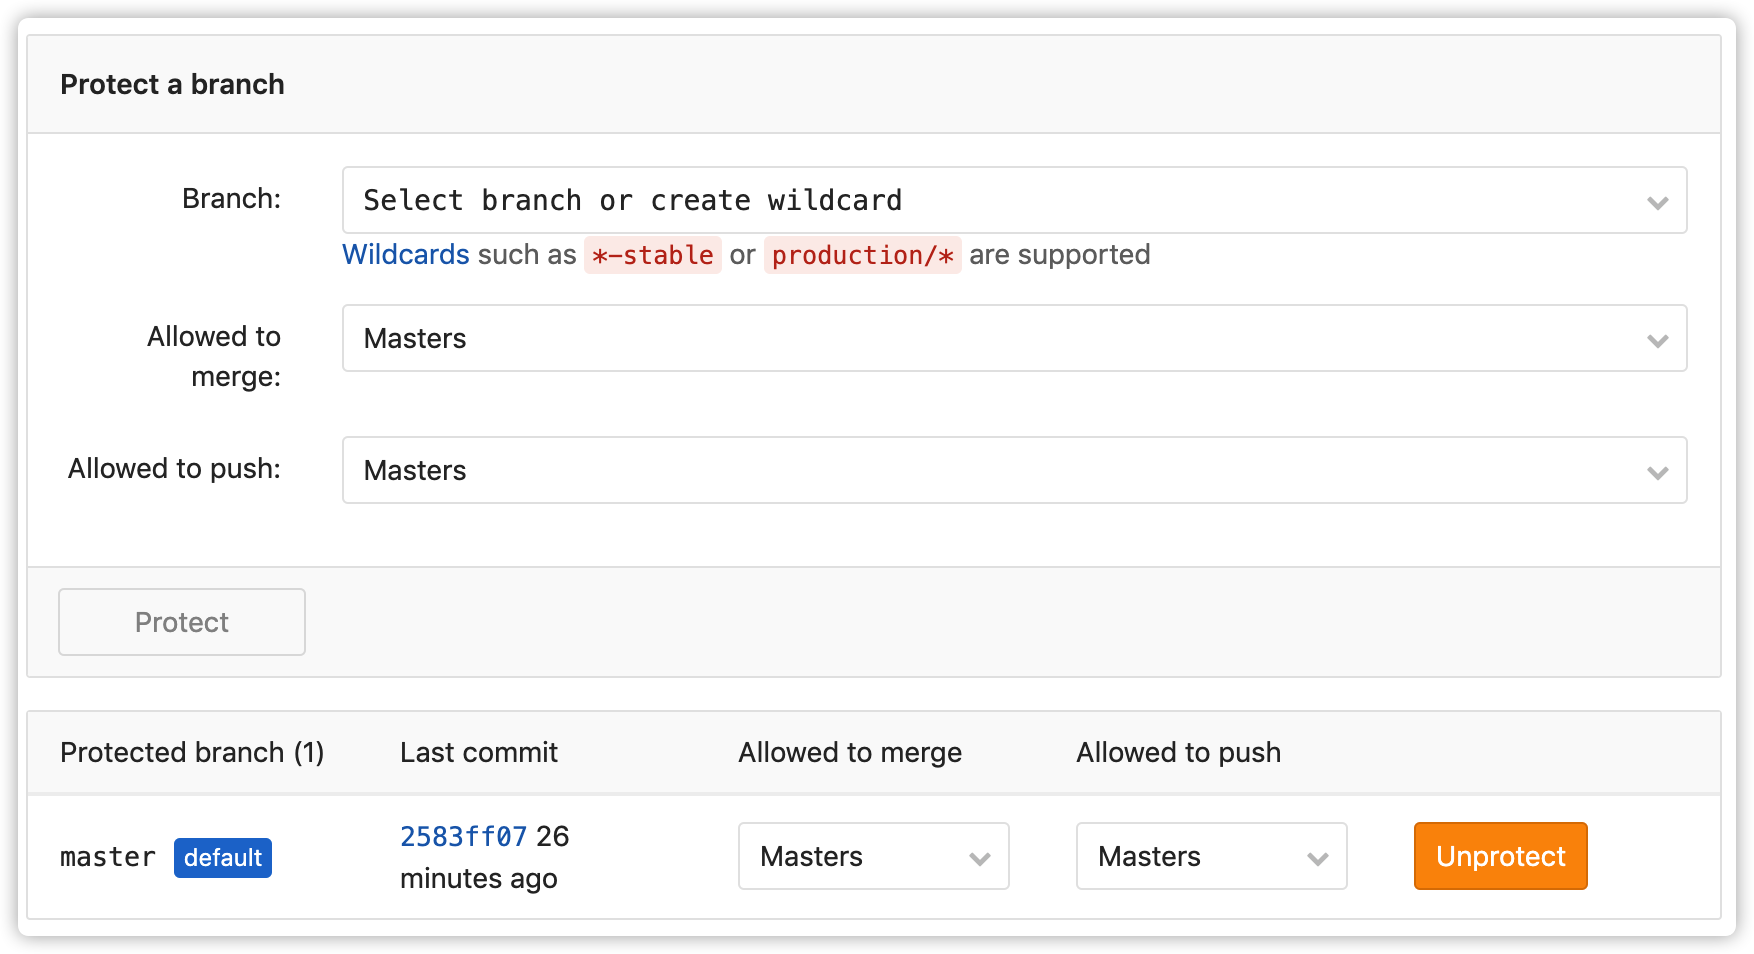 Protect a branch
Branch:
Select branch or create wildcard
Wildcards such as *-stable or production/* are supported
Allowed to
merge:
Masters
Allowed to push:
Masters
Protect
Protected branch (1)
Last commit
Allowed to merge
Allowed to push
master default
2583ff07 26
minutes ago
Masters
Masters
Unprotect